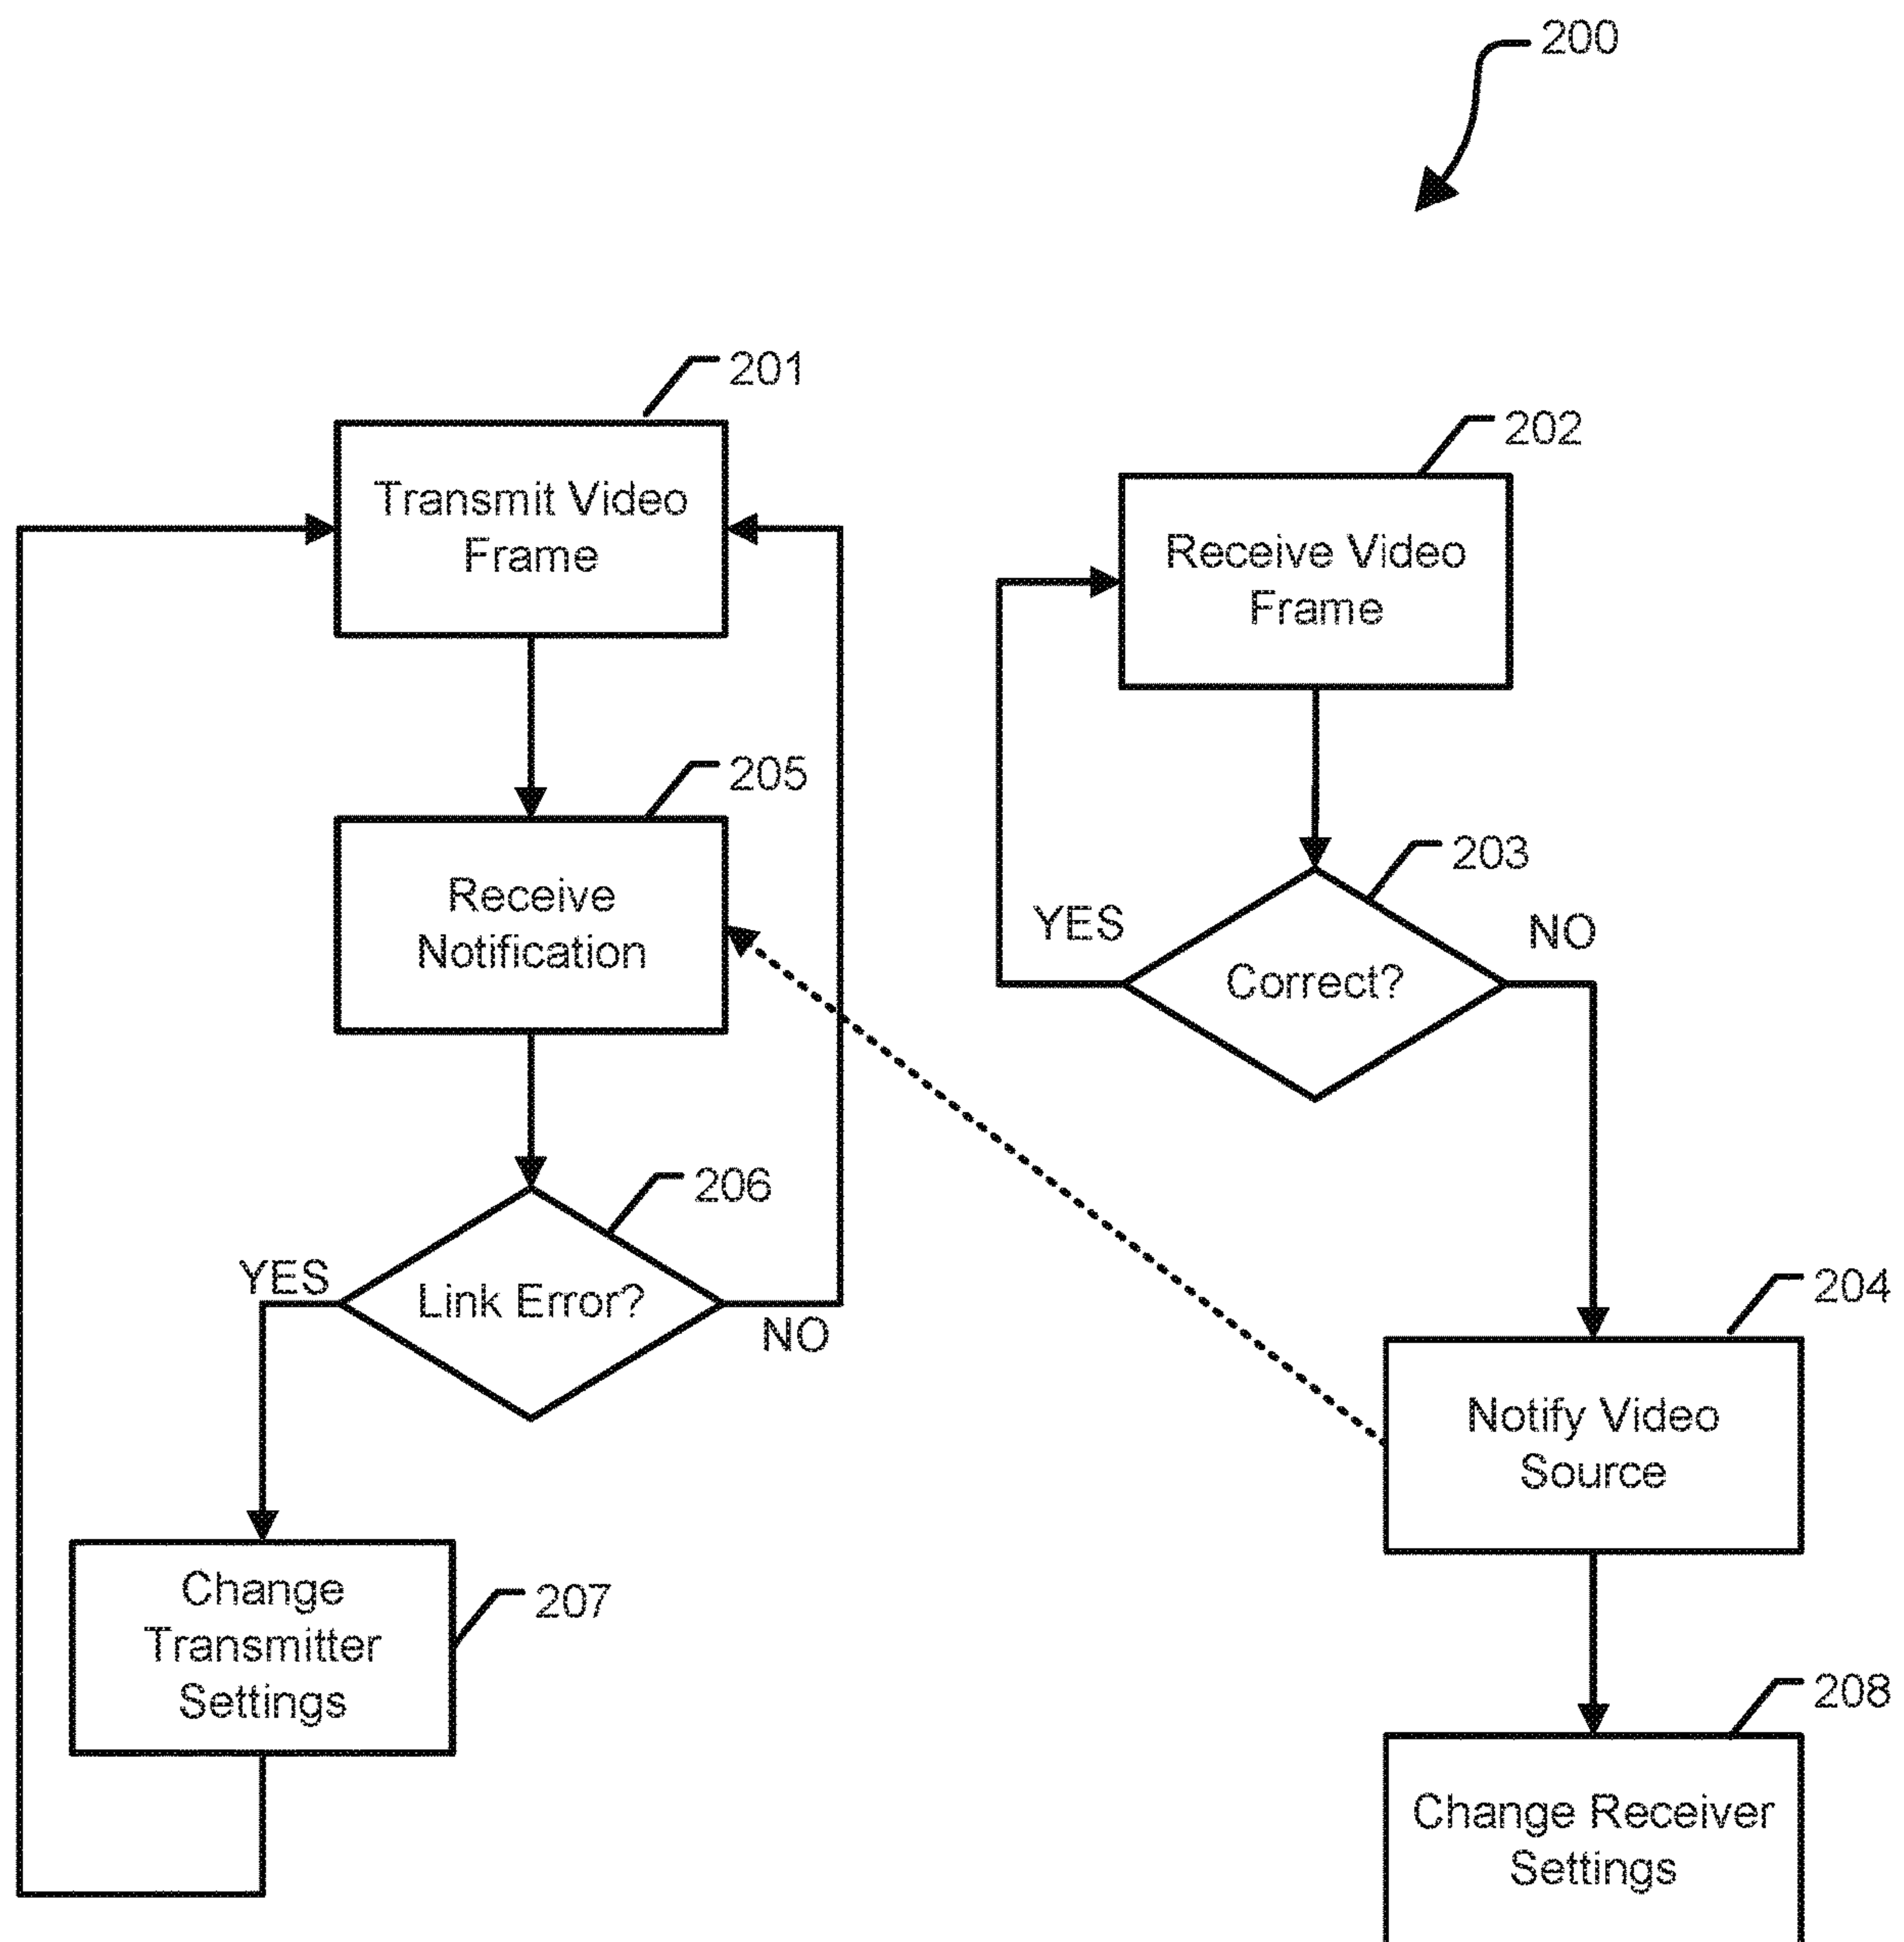 200
201
Transmit Video
Frame
202
Receive Video
Frame
205
Receive
Notification
203
YES
Correct?
NO
206
YES
Link Error?
NO
204
Notify Video
Source
207
Change
Transmitter
Settings
208
Change Receiver
Settings